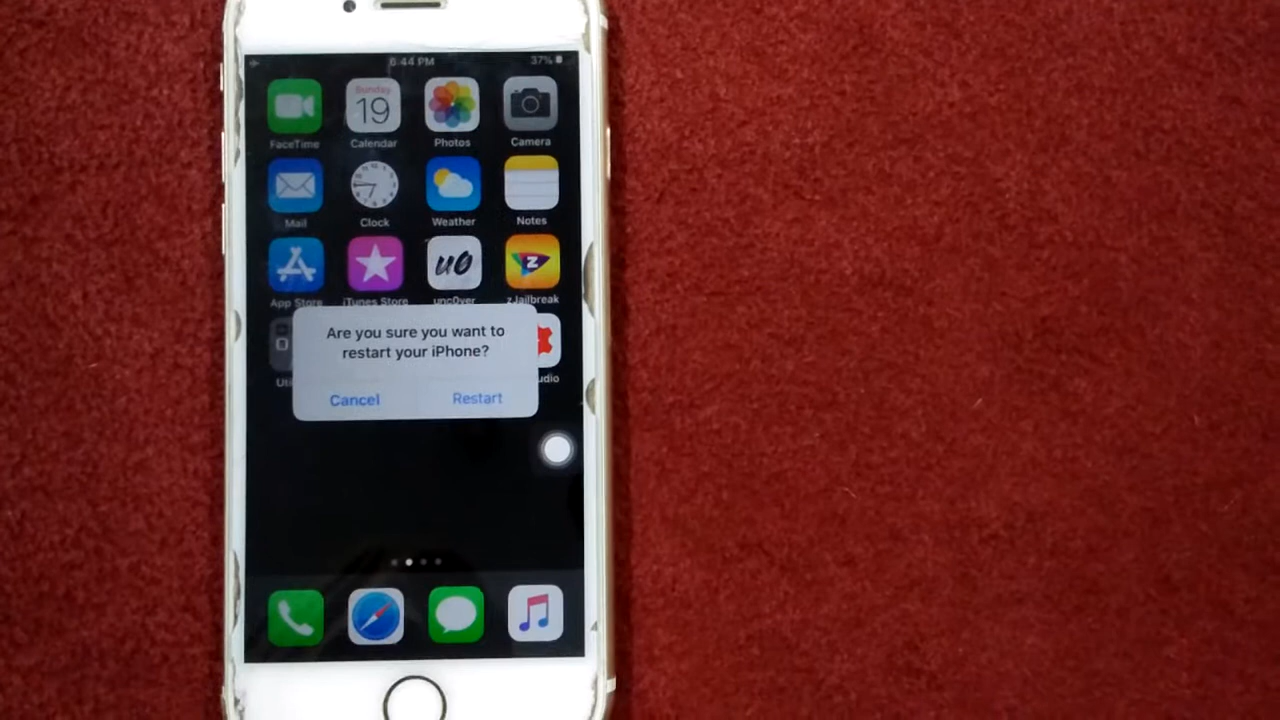 6:44 PM
37%
Sunday
19
FaceTime
Calendar
Photos
Camera
Mail
Clock
Weather
Notes
u0
Z
App Store
iTunes Store
unc0ver
zJailbreak
Are you sure you want to
restart your iPhone?
Cancel
Restart